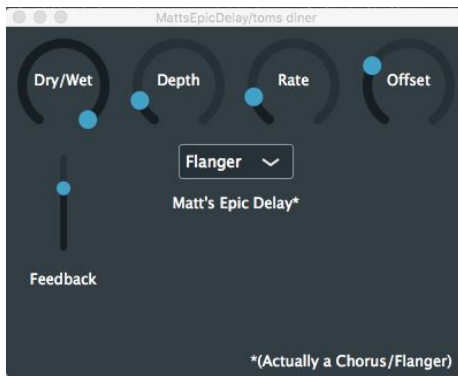 MattsEpicDelay/toms diner
Dry/Wet Depth Rate Offset
Flanger
Matt's Epic Delay*
Feedback
*(Actually a Chorus/Flanger)